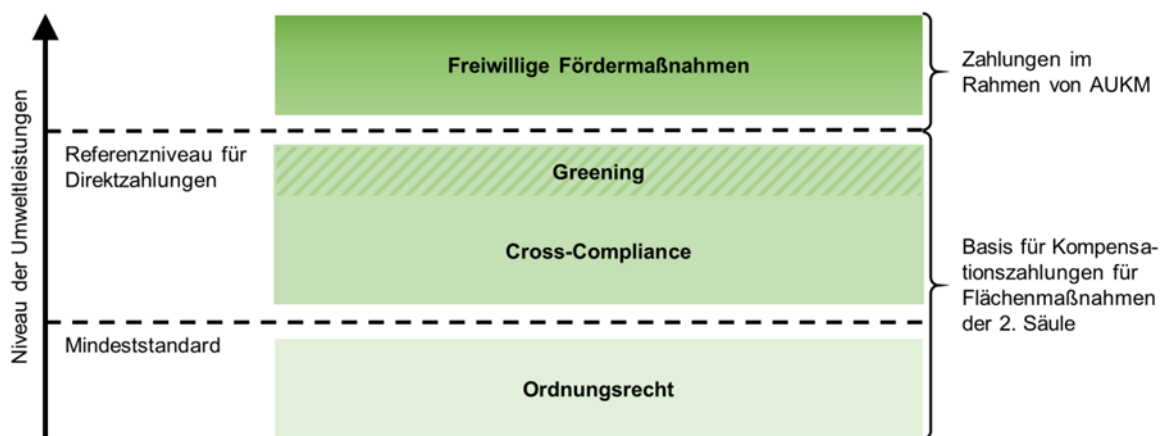 Niveau der Umweltleistungen
Freiwillige Fördermaßnahmen
Zahlungen im
Rahmen von AUKM
Referenzniveau für
Direktzahlungen
Greening
Cross-Compliance
Basis für Kompensa-
tionszahlungen für
Flächenmaßnahmen
der 2. Säule
Mindeststandard
Ordnungsrecht